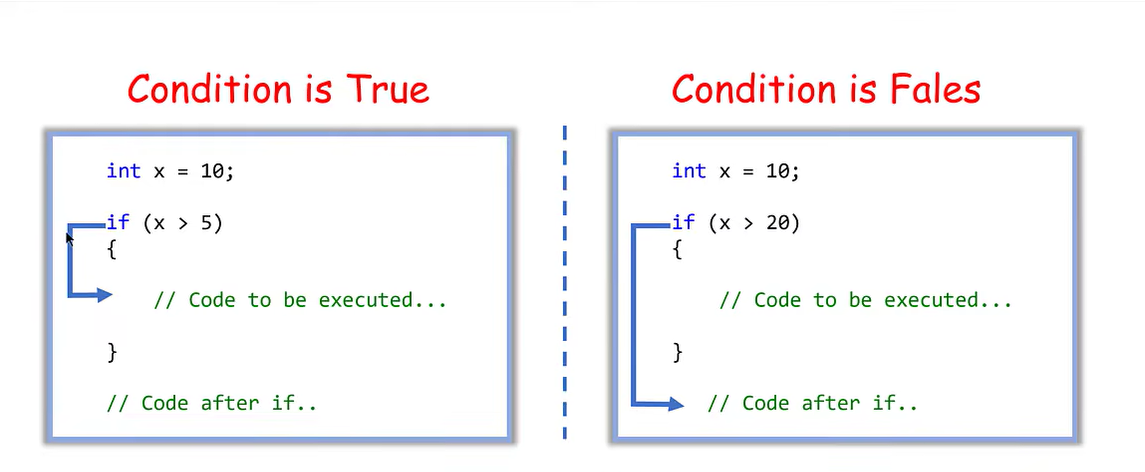 Condition is True
int x = 10;
if (x > 5)
{
// Code to be executed...
}
// Code after if..
Condition is Fales
int x = 10;
if (x > 20)
{
// Code to be executed...
}
// Code after if..